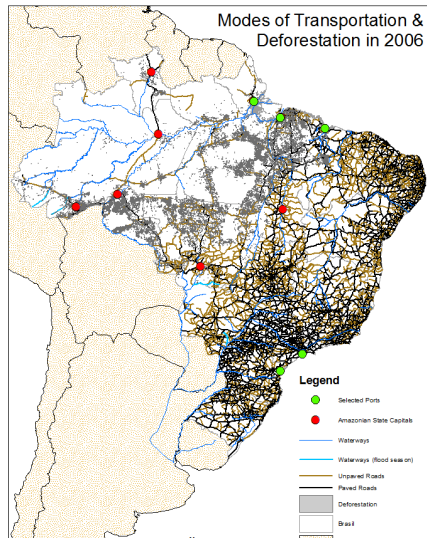 Modes of Transportation &
Deforestation in 2006
Legend
Selected Ports
Amazonian State Capitals
Waterways
Waterways (flood season)
Unpaved Roads
Paved Roads
Deforestation
Brasil